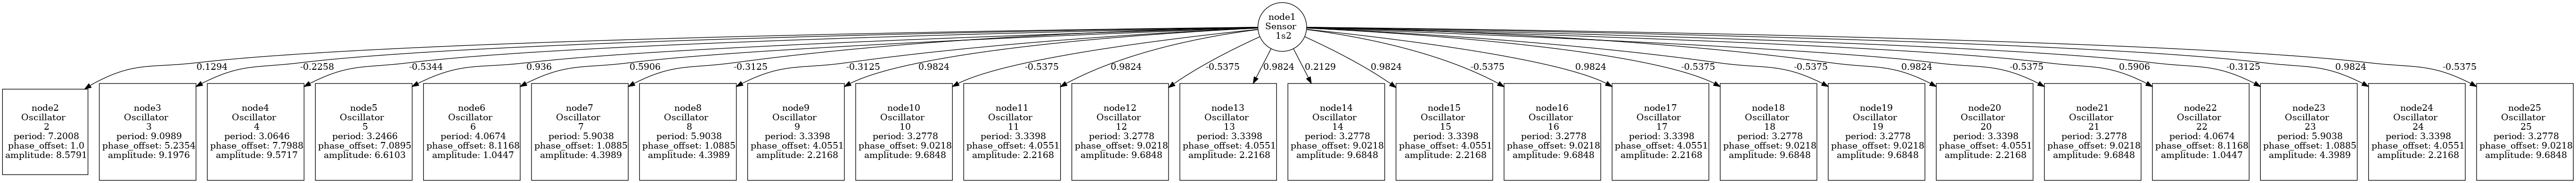 node1
Sensor
1s2
0.1294
-0.2258
-0.5344
0.936
0.5906
-0.3125
-0.3125
0.9824
-0.5375
0.9824
-0.5375
0.9824
0.2129
0.9824
-0.5375
0.9824
-0.5375
-0.5375
0.9824
-0.5375
0.5906
-0.3125
0.9824
-0.5375
node2
Oscillator
2
period: 7.2008
phase_offset: 1.0
amplitude: 8.5791
node3
Oscillator
3
period: 9.0989
phase_offset: 5.2354
amplitude: 9.1976
node4
Oscillator
4
period: 3.0646
phase_offset: 7.7988
amplitude: 9.5717
node5
Oscillator
5
period: 3.2466
phase_offset: 7.0895
amplitude: 6.6103
node6
Oscillator
6
period: 4.0674
phase_offset: 8.1168
amplitude: 1.0447
node7
Oscillator
7
period: 5.9038
phase_offset: 1.0885
amplitude: 4.3989
node8
Oscillator
8
period: 5.9038
phase_offset: 1.0885
amplitude: 4.3989
node9
Oscillator
9
period: 3.3398
phase_offset: 4.0551
amplitude: 2.2168
node10
Oscillator
10
period: 3.2778
phase_offset: 9.0218
amplitude: 9.6848
node11
Oscillator
11
period: 3.3398
phase_offset: 4.0551
amplitude: 2.2168
node12
Oscillator
12
period: 3.2778
phase_offset: 9.0218
amplitude: 9.6848
node13
Oscillator
13
period: 3.3398
phase_offset: 4.0551
amplitude: 2.2168
node14
Oscillator
14
period: 3.2778
phase_offset: 9.0218
amplitude: 9.6848
node15
Oscillator
15
period: 3.3398
phase_offset: 4.0551
amplitude: 2.2168
node16
Oscillator
16
period: 3.2778
phase_offset: 9.0218
amplitude: 9.6848
node17
Oscillator
17
period: 3.3398
phase_offset: 4.0551
amplitude: 2.2168
node18
Oscillator
18
period: 3.2778
phase_offset: 9.0218
amplitude: 9.6848
node19
Oscillator
19
period: 3.2778
phase_offset: 9.0218
amplitude: 9.6848
node20
Oscillator
20
period: 3.3398
phase_offset: 4.0551
amplitude: 2.2168
node21
Oscillator
21
period: 3.2778
phase_offset: 9.0218
amplitude: 9.6848
node22
Oscillator
22
period: 4.0674
phase_offset: 8.1168
amplitude: 1.0447
node23
Oscillator
23
period: 5.9038
phase_offset: 1.0885
amplitude: 4.3989
node24
Oscillator
24
period: 3.3398
phase_offset: 4.0551
amplitude: 2.2168
node25
Oscillator
25
period: 3.2778
phase_offset: 9.0218
amplitude: 9.6848